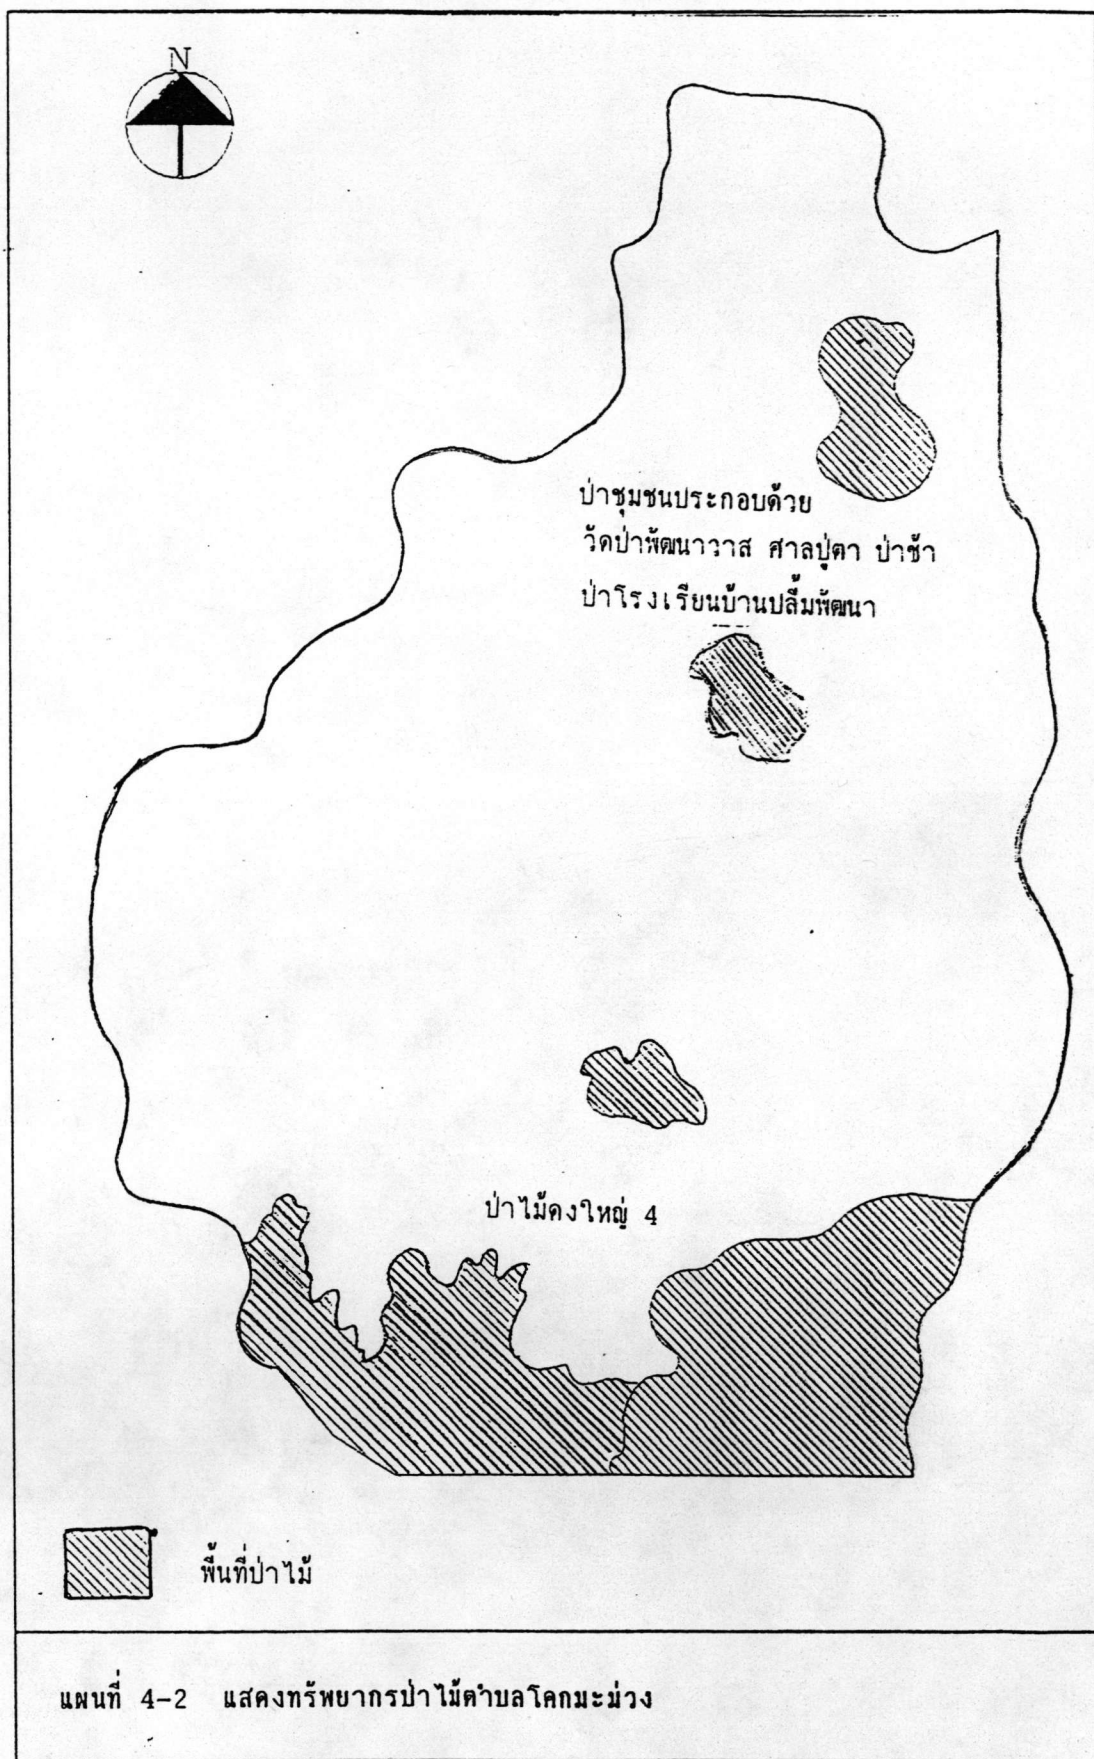 N
ป่าชุมชนประกอบด้วย
วัดป่าพัฒนาวาส ศาลปู่ตา ป่าช้า
ป่าโรงเรียนบ้านปลื้มพัฒนา
ป่าไม้ดงใหญ่ 4
พื้นที่ป่าไม้
แผนที่ 4-2 แสดงทรัพยากรป่าไม้ตำบลโคกมะม่วง